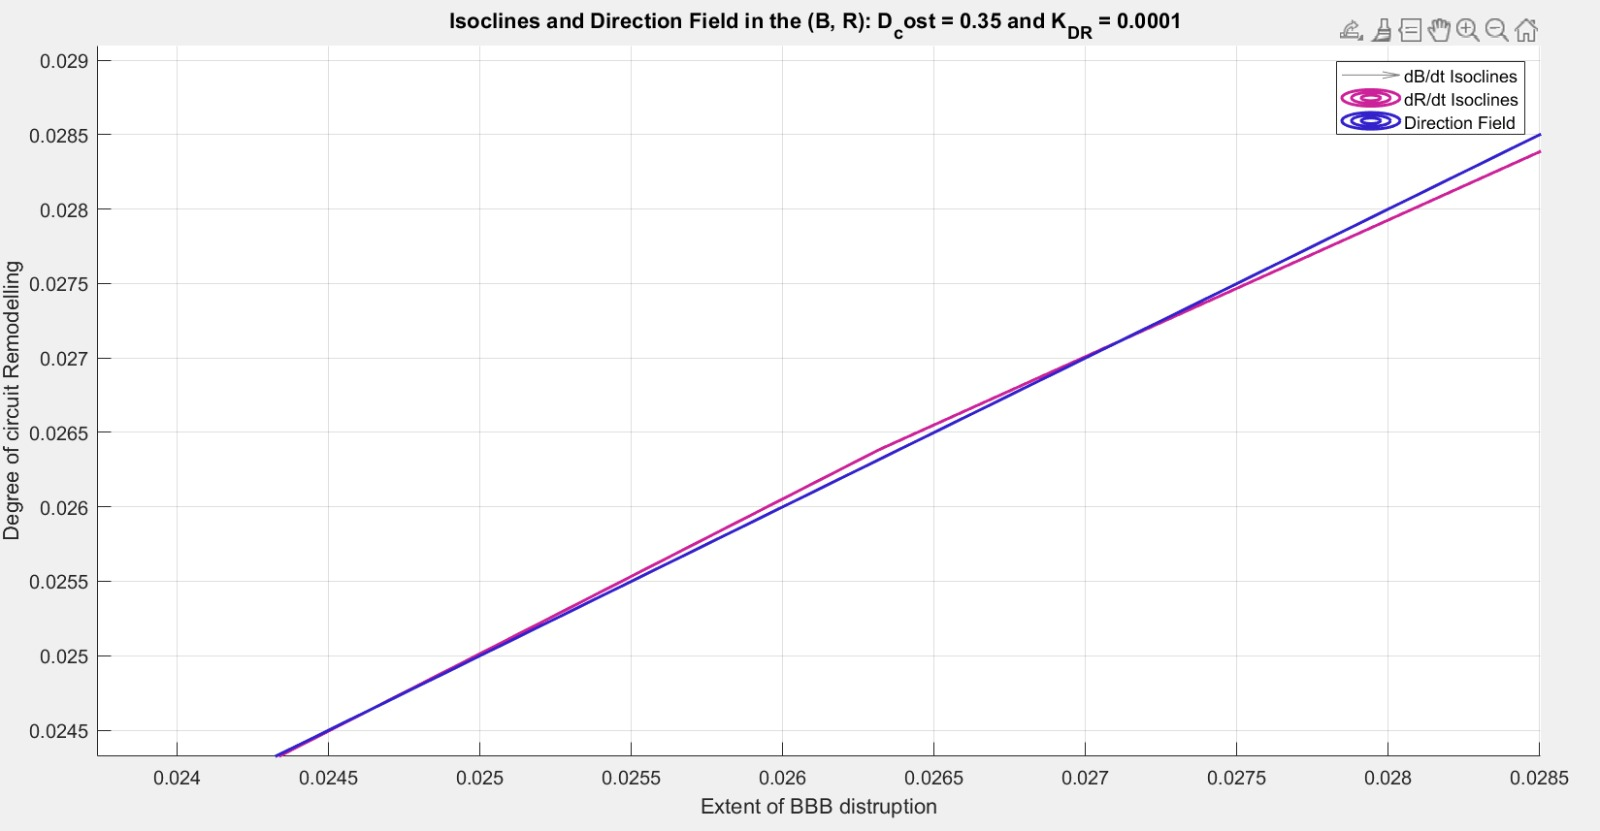 Isoclines and Direction Field in the (B, R): D_cost = 0.35 and K_DR = 0.0001
dB/dt Isoclines
dR/dt Isoclines
Direction Field
Degree of circuit Remodelling
0.029
0.0285
0.028
0.0275
0.027
0.0265
0.026
0.0255
0.025
0.0245
0.024 0.0245 0.025 0.0255 0.026 0.0265 0.027 0.0275 0.028 0.0285
Extent of BBB distruption